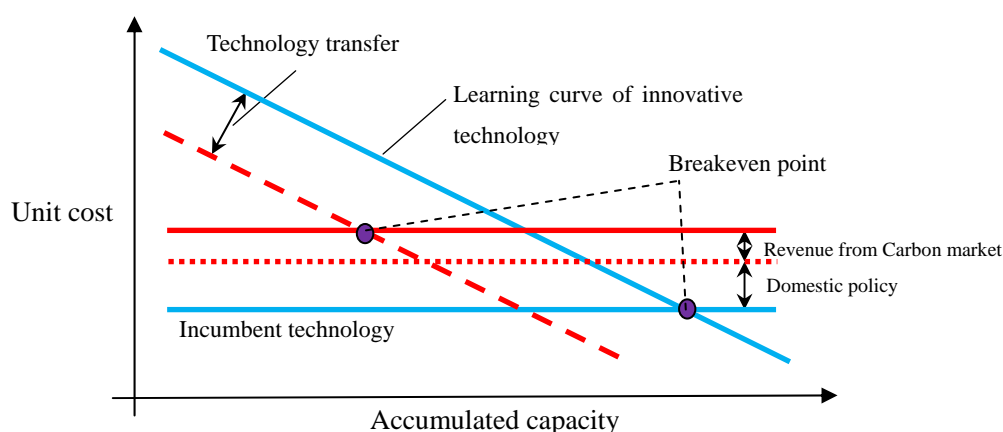 Technology transfer
Learning curve of innovative
technology
Breakeven point
Unit cost
Revenue from Carbon market
Domestic policy
Incumbent technology
Accumulated capacity